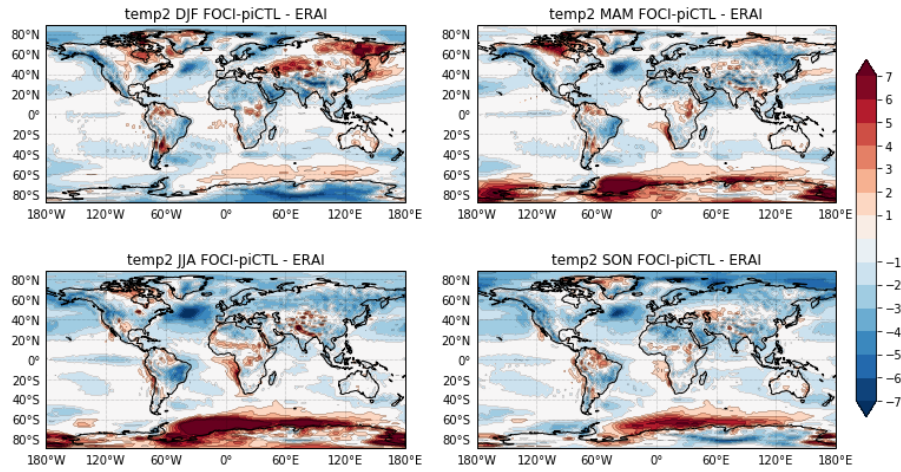 temp2 DJF FOCI-piCTL - ERAI
80°N
60°N
40°N
20°N
0°
20°S
40°S
60°S
80°S
180°W 120°W 60°W 0° 60°E 120°E 180°E
temp2 MAM FOCI-piCTL - ERAI
80°N
60°N
40°N
20°N
0°
20°S
40°S
60°S
80°S
180°W 120°W 60°W 0° 60°E 120°E 180°E
temp2 JJA FOCI-piCTL - ERAI
80°N
60°N
40°N
20°N
0°
20°S
40°S
60°S
80°S
180°W 120°W 60°W 0° 60°E 120°E 180°E
temp2 SON FOCI-piCTL - ERAI
80°N
60°N
40°N
20°N
0°
20°S
40°S
60°S
80°S
180°W 120°W 60°W 0° 60°E 120°E 180°E
7
6
5
4
3
2
1
−1
−2
−3
−4
−5
−6
−7